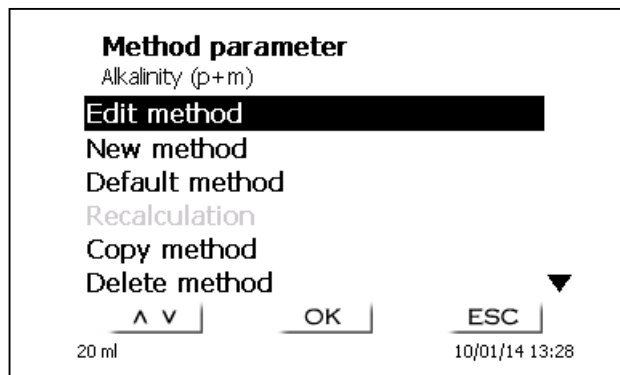 Method parameter
Alkalinity (p+m)
Edit method
New method
Default method
Recalculation
Copy method
Delete method
∧ ∨ OK ESC
20 ml 10/01/14 13:28